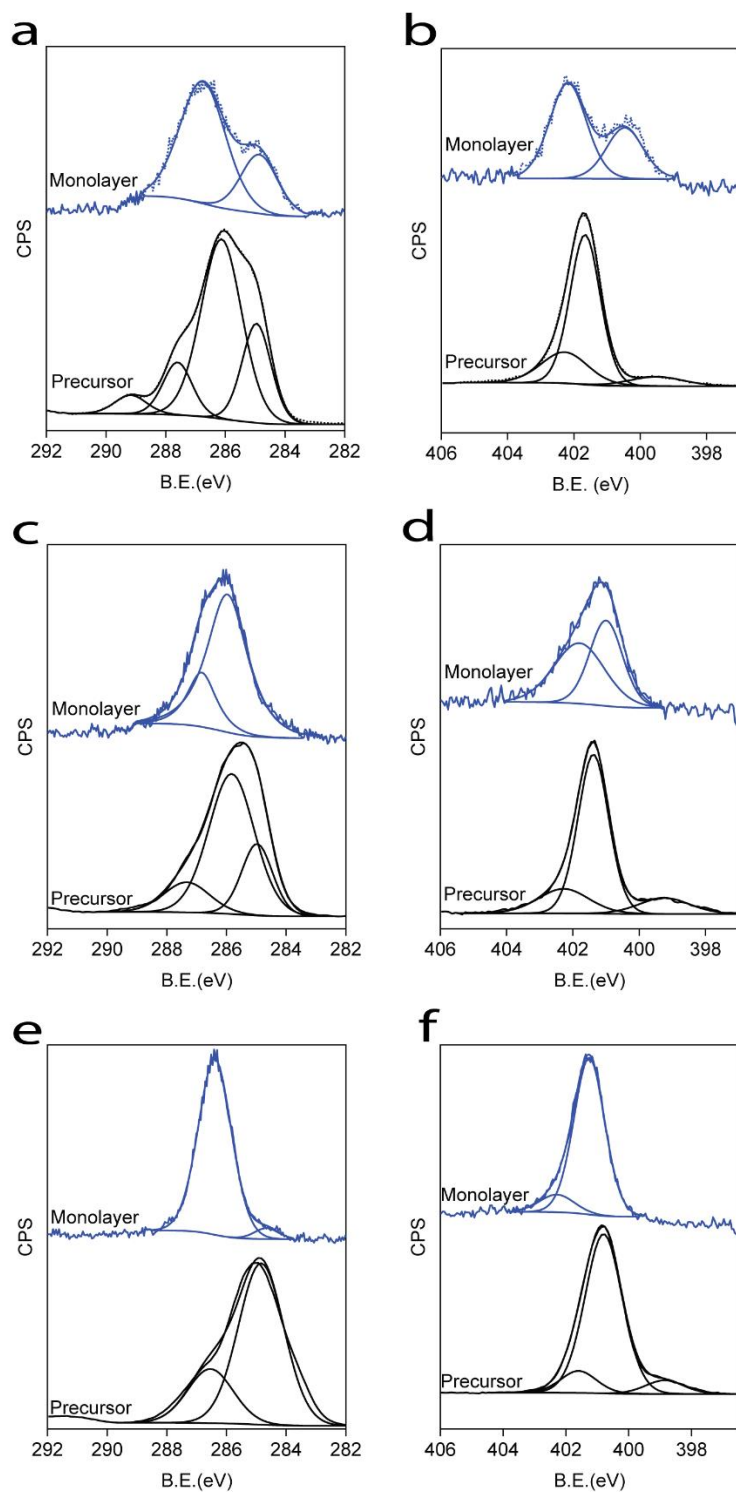 a
b
Monolayer
Monolayer
CPS
CPS
Precursor
Precursor
292 290 288 286 284 282
406 404 402 400 398
B.E.(eV)
B.E. (eV)
c
d
Monolayer
Monolayer
CPS
CPS
Precursor
Precursor
292 290 288 286 284 282
406 404 402 400 398
B.E.(eV)
B.E.(eV)
e
f
Monolayer
Monolayer
CPS
CPS
Precursor
Precursor
292 290 288 286 284 282
406 404 402 400 398
B.E.(eV)
B.E.(eV)